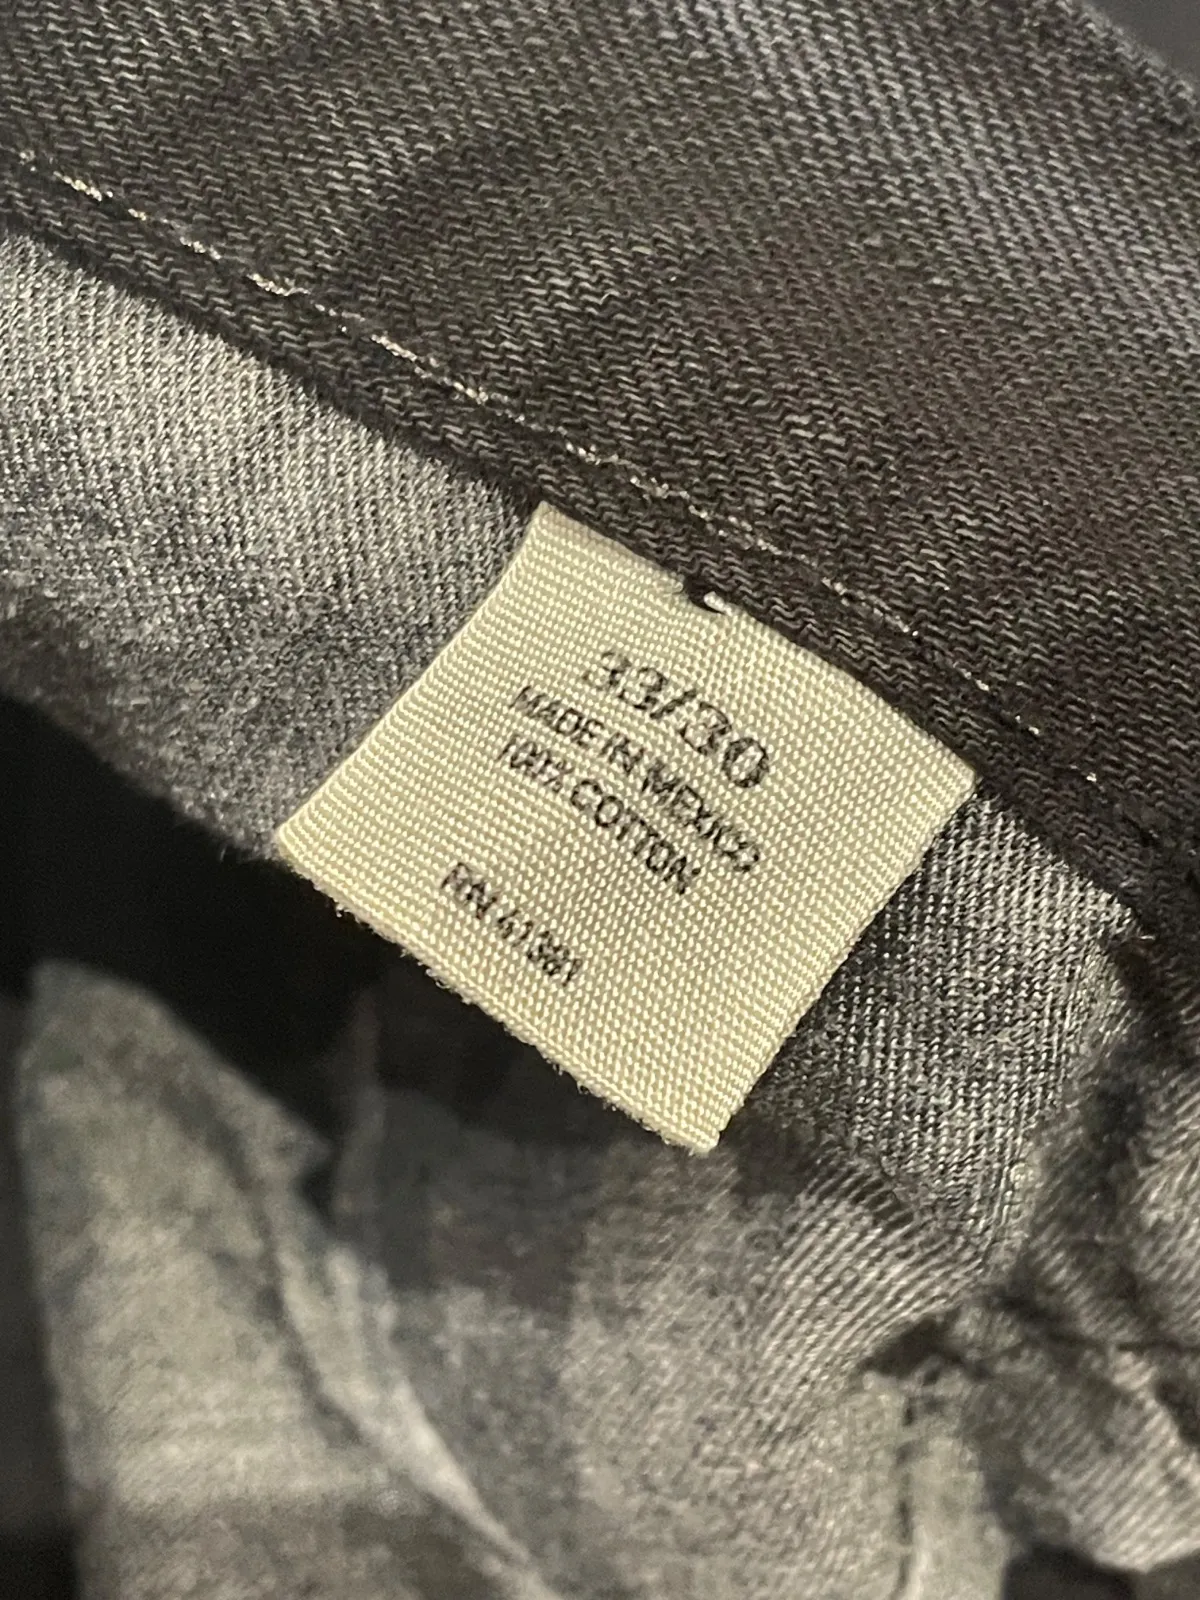 33/30
MADE IN MEXICO
100% COTTON
RN 41381